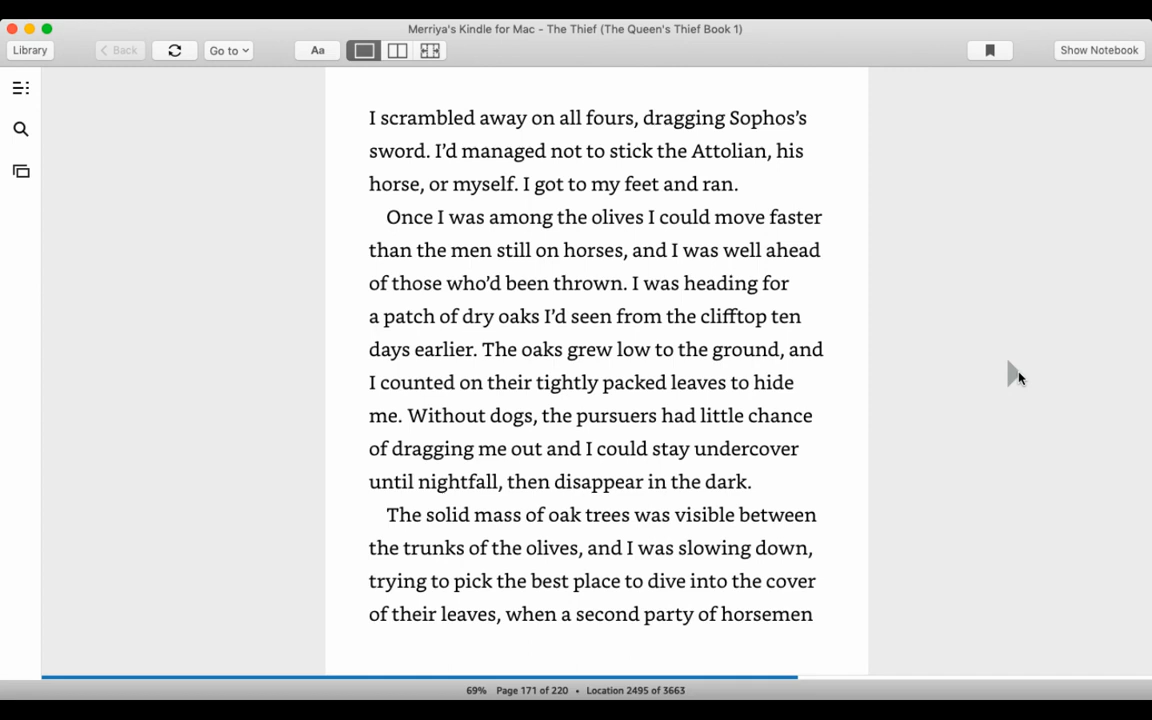 Merriya's Kindle for Mac - The Thief (The Queen's Thief Book 1)
Library
Back
Go to
Aa
Show Notebook
I scrambled away on all fours, dragging Sophos’s
sword. I’d managed not to stick the Attolian, his
horse, or myself. I got to my feet and ran.
Once I was among the olives I could move faster
than the men still on horses, and I was well ahead
of those who’d been thrown. I was heading for
a patch of dry oaks I’d seen from the clifftop ten
days earlier. The oaks grew low to the ground, and
I counted on their tightly packed leaves to hide
me. Without dogs, the pursuers had little chance
of dragging me out and I could stay undercover
until nightfall, then disappear in the dark.
The solid mass of oak trees was visible between
the trunks of the olives, and I was slowing down,
trying to pick the best place to dive into the cover
of their leaves, when a second party of horsemen
69% Page 171 of 220 • Location 2495 of 3663